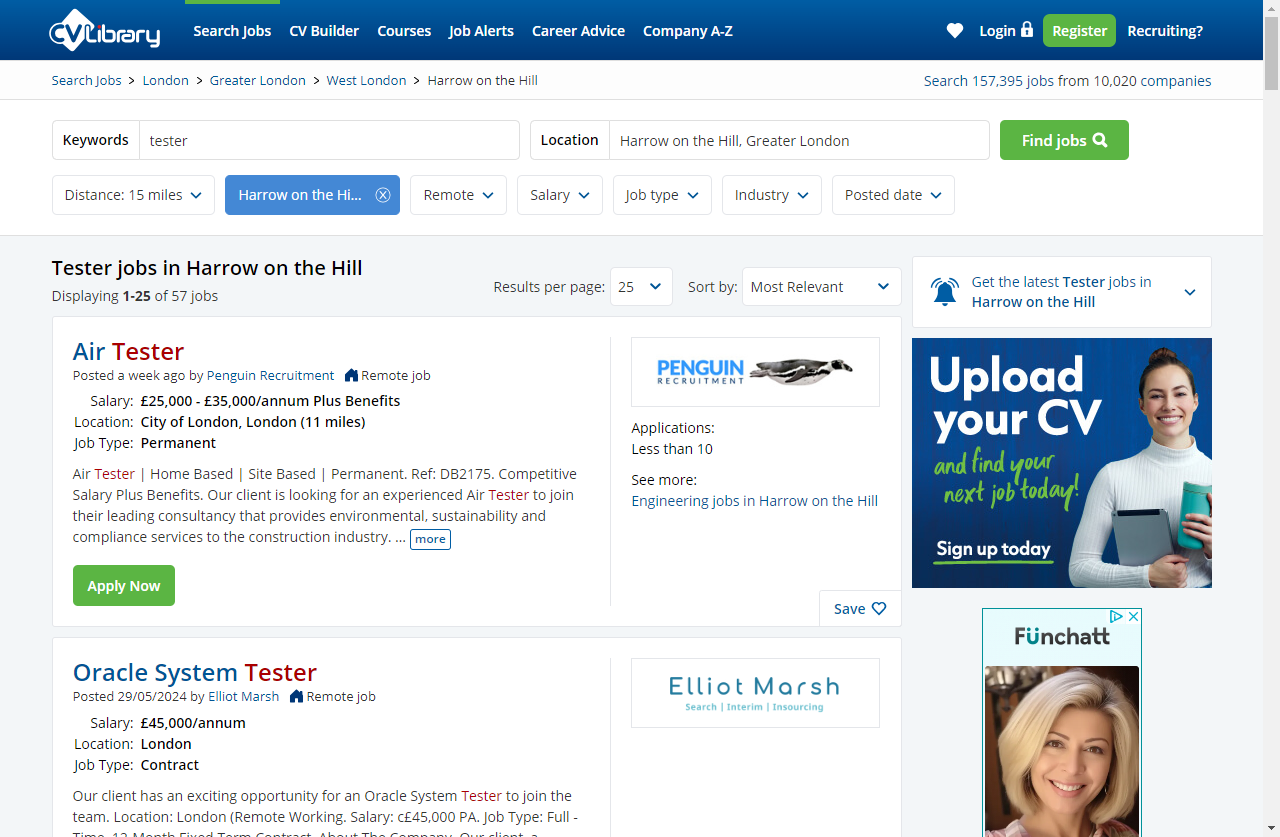 CVLibrary
Search Jobs
CV Builder
Courses
Job Alerts
Career Advice
Company A-Z
Login
Register
Recruiting?
Search Jobs > London > Greater London > West London > Harrow on the Hill
Search 157,395 jobs from 10,020 companies
Keywords
tester
Location
Harrow on the Hill, Greater London
Find jobs
Distance: 15 miles
Harrow on the Hi...
Remote
Salary
Job type
Industry
Posted date
Tester jobs in Harrow on the Hill
Displaying 1-25 of 57 jobs
Results per page: 25
Sort by: Most Relevant
Air Tester
Posted a week ago by Penguin Recruitment
Remote job
Salary: £25,000 - £35,000/annum Plus Benefits
Location: City of London, London (11 miles)
Job Type: Permanent
Air Tester | Home Based | Site Based | Permanent. Ref: DB2175. Competitive
Salary Plus Benefits. Our client is looking for an experienced Air Tester to join
their leading consultancy that provides environmental, sustainability and
compliance services to the construction industry. ... more
Apply Now
PENGUIN
RECRUITMENT
Applications:
Less than 10
See more:
Engineering jobs in Harrow on the Hill
Save
Oracle System Tester
Posted 29/05/2024 by Elliot Marsh
Remote job
Salary: £45,000/annum
Location: London
Job Type: Contract
Our client has an exciting opportunity for an Oracle System Tester to join the
team. Location: London (Remote Working. Salary: c£45,000 PA. Job Type: Full -
Time, 12 Month Fixed Term Contract. About The Company: Our client, a
Elliot Marsh
Search | Interim | Insourcing
Get the latest Tester jobs in
Harrow on the Hill
Upload
your CV
and find your
next job today!
Sign up today
Fünchatt